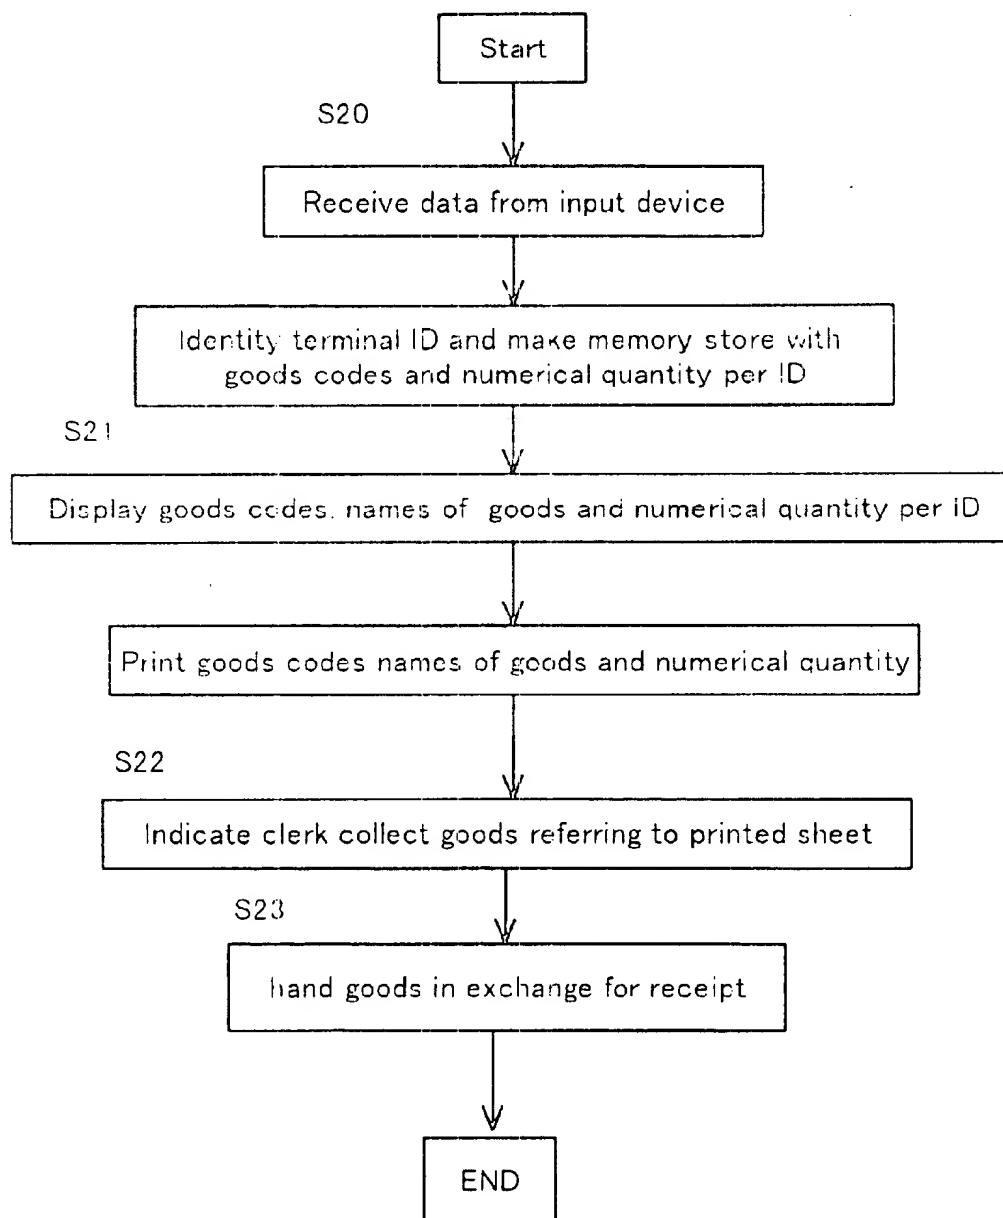 Start
S20
Receive data from input device
Identity terminal ID and make memory store with
goods codes and numerical quantity per ID
S21
Display goods codes, names of goods and numerical quantity per ID
Print goods codes names of goods and numerical quantity
S22
Indicate clerk collect goods referring to printed sheet
S23
hand goods in exchange for receipt
END